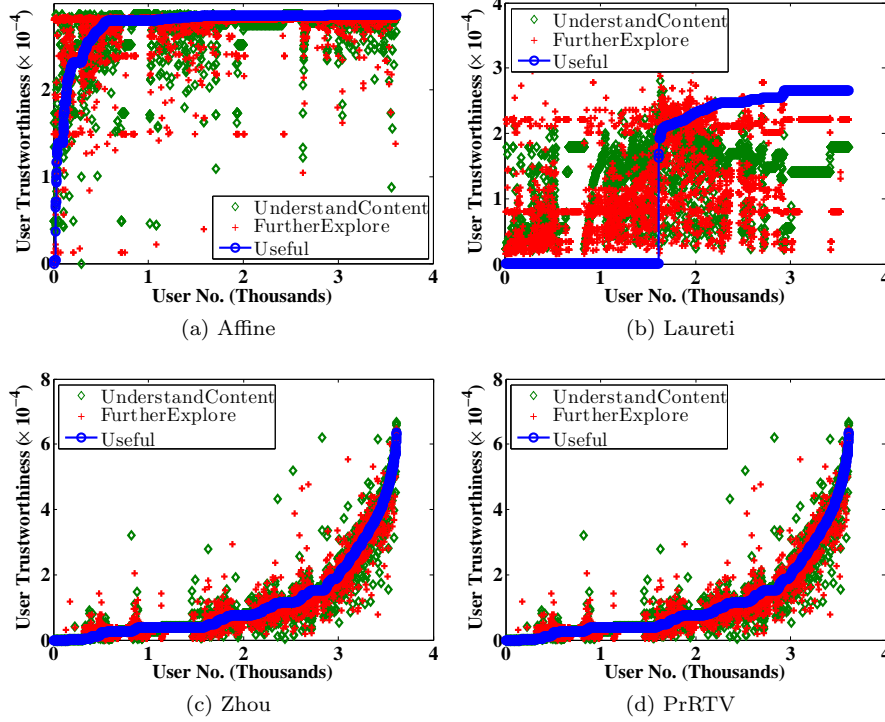 User Trustworthiness (× 10⁻⁴)
2
1
0
0 1 2 3 4
User No. (Thousands)
UnderstandContent
FurtherExplore
Useful
(a) Affine
User Trustworthiness (× 10⁻⁴)
4
3
2
1
0
0 1 2 3 4
User No. (Thousands)
UnderstandContent
FurtherExplore
Useful
(b) Laureti
User Trustworthiness (× 10⁻⁴)
8
6
4
2
0
0 1 2 3 4
User No. (Thousands)
UnderstandContent
FurtherExplore
Useful
(c) Zhou
User Trustworthiness (× 10⁻⁴)
8
6
4
2
0
0 1 2 3 4
User No. (Thousands)
UnderstandContent
FurtherExplore
Useful
(d) PrRTV